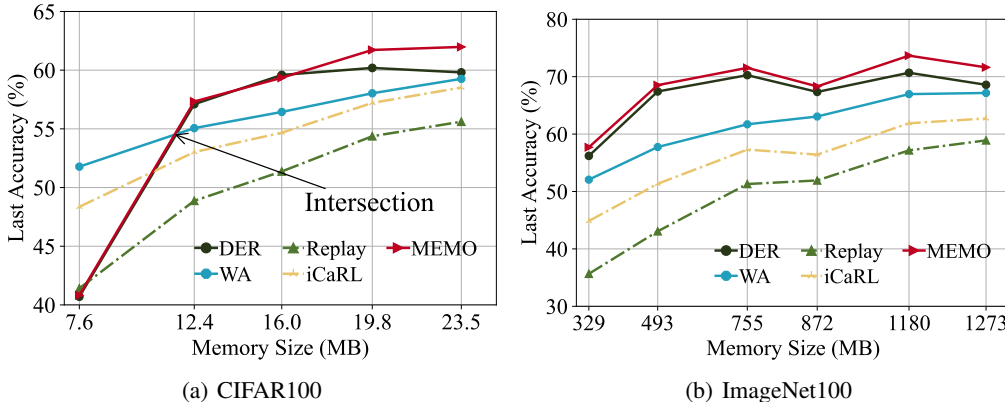 65
60
55
50
45
40
Last Accuracy (%)
Intersection
DER
Replay
MEMO
WA
iCaRL
7.6
12.4
16.0
19.8
23.5
Memory Size (MB)
(a) CIFAR100
80
70
60
50
40
30
Last Accuracy (%)
DER
Replay
MEMO
WA
iCaRL
329
493
755
872
1180
1273
Memory Size (MB)
(b) ImageNet100